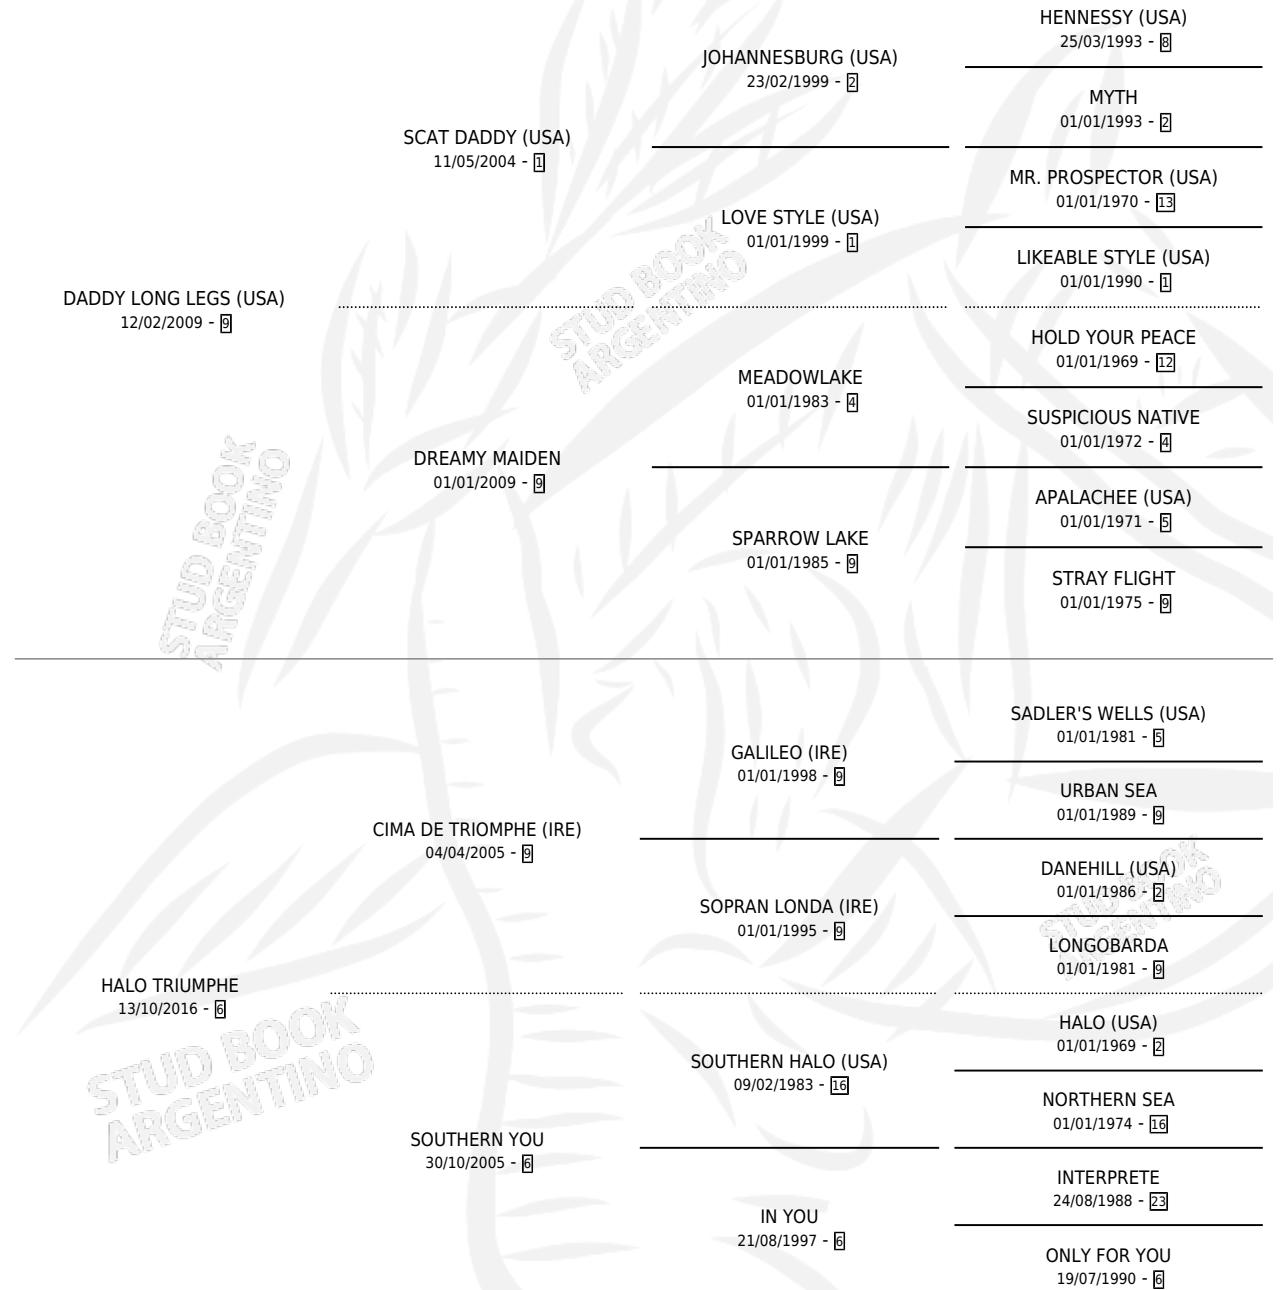 HENNESSY (USA)
25/03/1993 - 8
JOHANNESBURG (USA)
23/02/1999 - 2
MYTH
01/01/1993 - 2
SCAT DADDY (USA)
11/05/2004 - 1
MR. PROSPECTOR (USA)
01/01/1970 - 13
LOVE STYLE (USA)
01/01/1999 - 1
LIKEABLE STYLE (USA)
01/01/1990 - 1
DADDY LONG LEGS (USA)
12/02/2009 - 9
STUD BOOK
ARGENTINO
HOLD YOUR PEACE
01/01/1969 - 12
MEADOWLAKE
01/01/1983 - 4
SUSPICIOUS NATIVE
01/01/1972 - 4
DREAMY MAIDEN
01/01/2009 - 9
APALACHEE (USA)
01/01/1971 - 5
SPARROW LAKE
01/01/1985 - 9
STRAY FLIGHT
01/01/1975 - 9
STUD BOOK
ARGENTINO
SADLER'S WELLS (USA)
01/01/1981 - 5
GALILEO (IRE)
01/01/1998 - 9
URBAN SEA
01/01/1989 - 9
CIMA DE TRIOMPHE (IRE)
04/04/2005 - 9
DANEHILL (USA)
01/01/1986 - 2
SOPRAN LONDA (IRE)
01/01/1995 - 9
STUD BOOK
ARGENTINO
LONGOBARDA
01/01/1981 - 9
HALO TRIUMPHE
13/10/2016 - 6
HALO (USA)
01/01/1969 - 2
SOUTHERN HALO (USA)
09/02/1983 - 16
STUD BOOK
ARGENTINO
NORTHERN SEA
01/01/1974 - 16
SOUTHERN YOU
30/10/2005 - 6
INTERPRETE
24/08/1988 - 23
IN YOU
21/08/1997 - 6
ONLY FOR YOU
19/07/1990 - 6